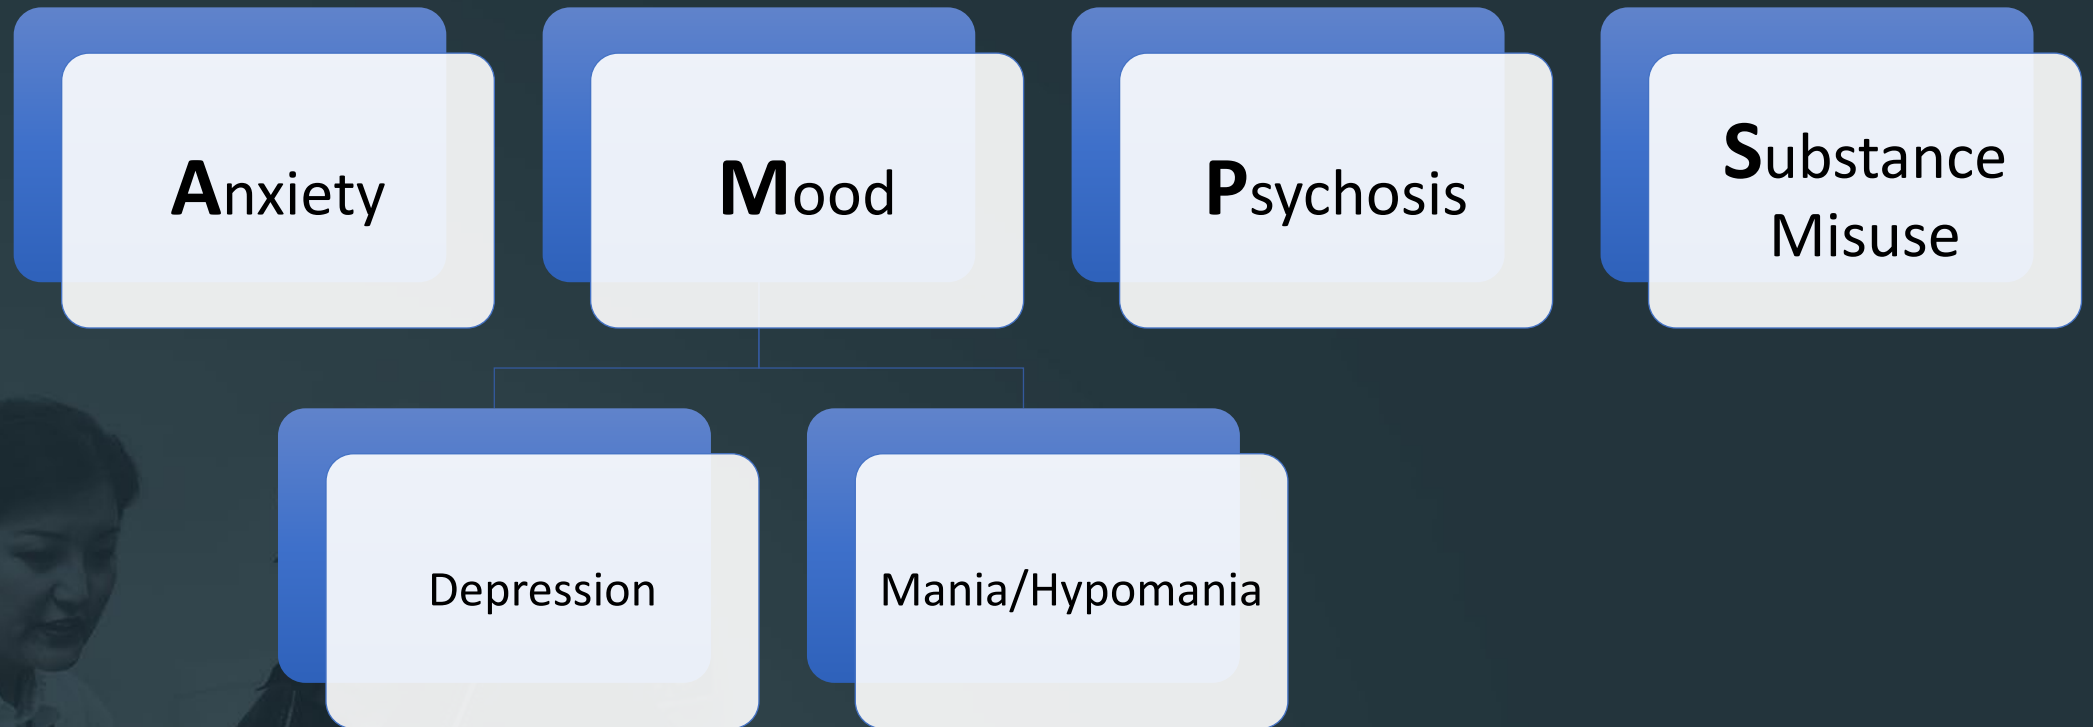 Anxiety
Mood
Psychosis
Substance
Misuse
Depression
Mania/Hypomania